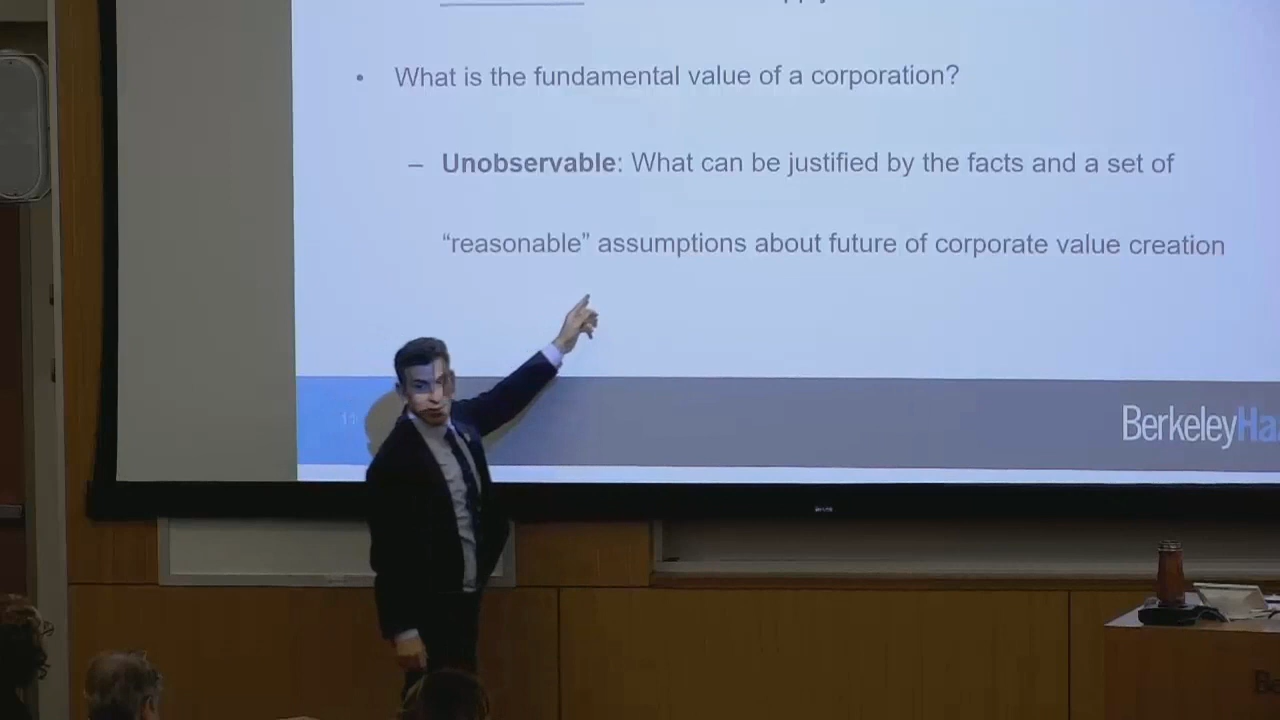 • What is the fundamental value of a corporation?
– Unobservable: What can be justified by the facts and a set of
“reasonable” assumptions about future of corporate value creation
11
BerkeleyHa